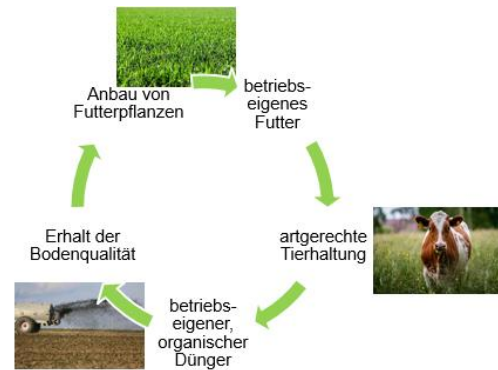 Anbau von
Futterpflanzen
betriebs-
eigenes
Futter
artgerechte
Tierhaltung
betriebs-
eigener,
organischer
Dünger
Erhalt der
Bodenqualität